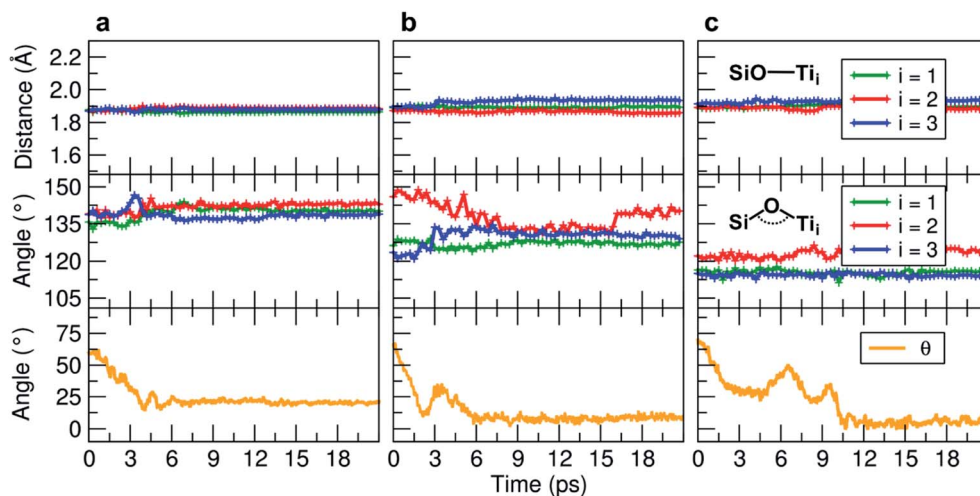 a
b
c
Distance (Å)
2.2
2.0
1.8
1.6
SiO—Ti i
i = 1
i = 2
i = 3
Angle (°)
150
135
120
105
O
Si Ti i
i = 1
i = 2
i = 3
Angle (°)
75
50
25
0
θ
0 3 6 9 12 15 18
0 3 6 9 12 15 18
0 3 6 9 12 15 18
Time (ps)